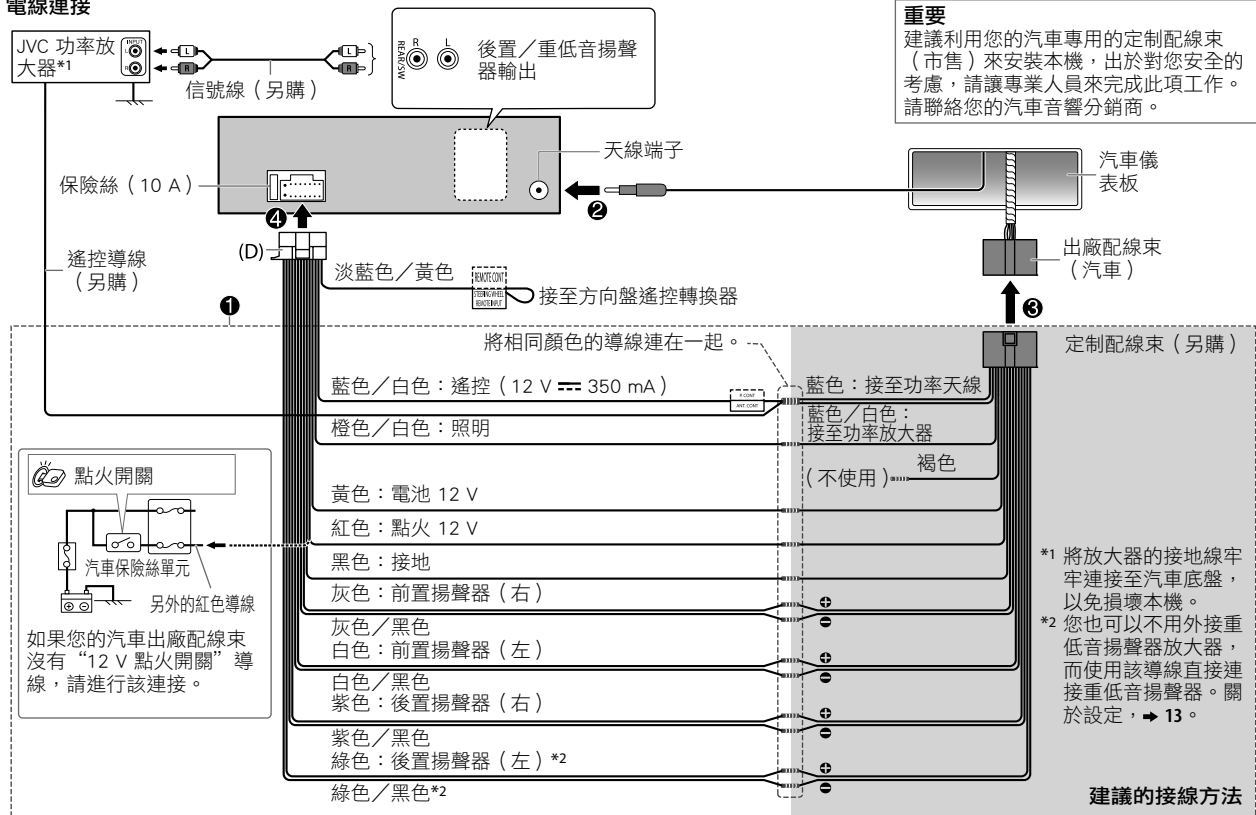 電線連接
JVC 功率放
大器*1
INPUT
L
R
L
R
L
R
信號線（另購）
REAR/SW
R
L
後置／重低音揚聲
器輸出
重要
建議利用您的汽車專用的定制配線束
（市售）來安裝本機，出於對您安全的
考慮，請讓專業人員來完成此項工作。
請聯絡您的汽車音響分銷商。
保險絲（10 A）
天線端子
❷
汽車儀
表板
❹
(D)
出廠配線束
（汽車）
遙控導線
（另購）
淡藍色／黃色
REMOTE CONT
STEERING WHEEL
REMOTE INPUT
接至方向盤遙控轉換器
❶
❸
將相同顏色的導線連在一起。
定制配線束（另購）
藍色／白色：遙控（12 V ⎓ 350 mA）
P.CONT
ANT.CONT
藍色：接至功率天線
藍色／白色：
接至功率放大器
橙色／白色：照明
（不使用）
褐色
黃色：電池 12 V
紅色：點火 12 V
黑色：接地
灰色：前置揚聲器（右）
灰色／黑色
白色：前置揚聲器（左）
白色／黑色
紫色：後置揚聲器（右）
紫色／黑色
綠色：後置揚聲器（左）*2
綠色／黑色*2
點火開關
汽車保險絲單元
另外的紅色導線
如果您的汽車出廠配線束
沒有“12 V 點火開關”導
線，請進行該連接。
*1 將放大器的接地線牢
牢連接至汽車底盤，
以免損壞本機。
*2 您也可以不用外接重
低音揚聲器放大器，
而使用該導線直接連
接重低音揚聲器。關
於設定，➜ 13。
建議的接線方法